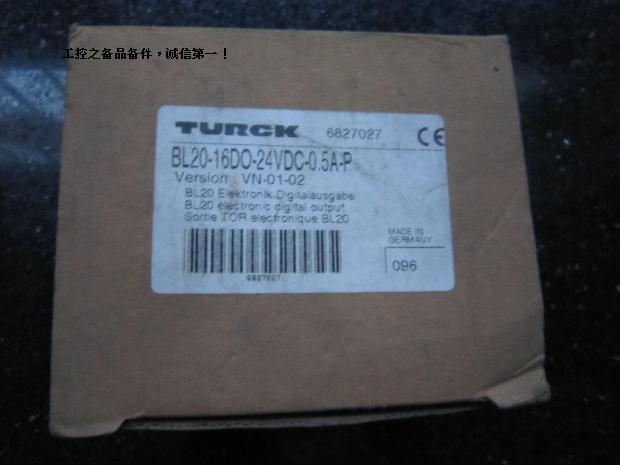 工控之备品备件，诚信第一！
TURCK 6827027 CE
BL20-16DO-24VDC-0.5A-P
Version : VN-01-02
BL20 Elektronik Digitalausgabe
BL20 electronic digital output
Sortie TOR electronique BL20
MADE IN
GERMANY
096
6827027